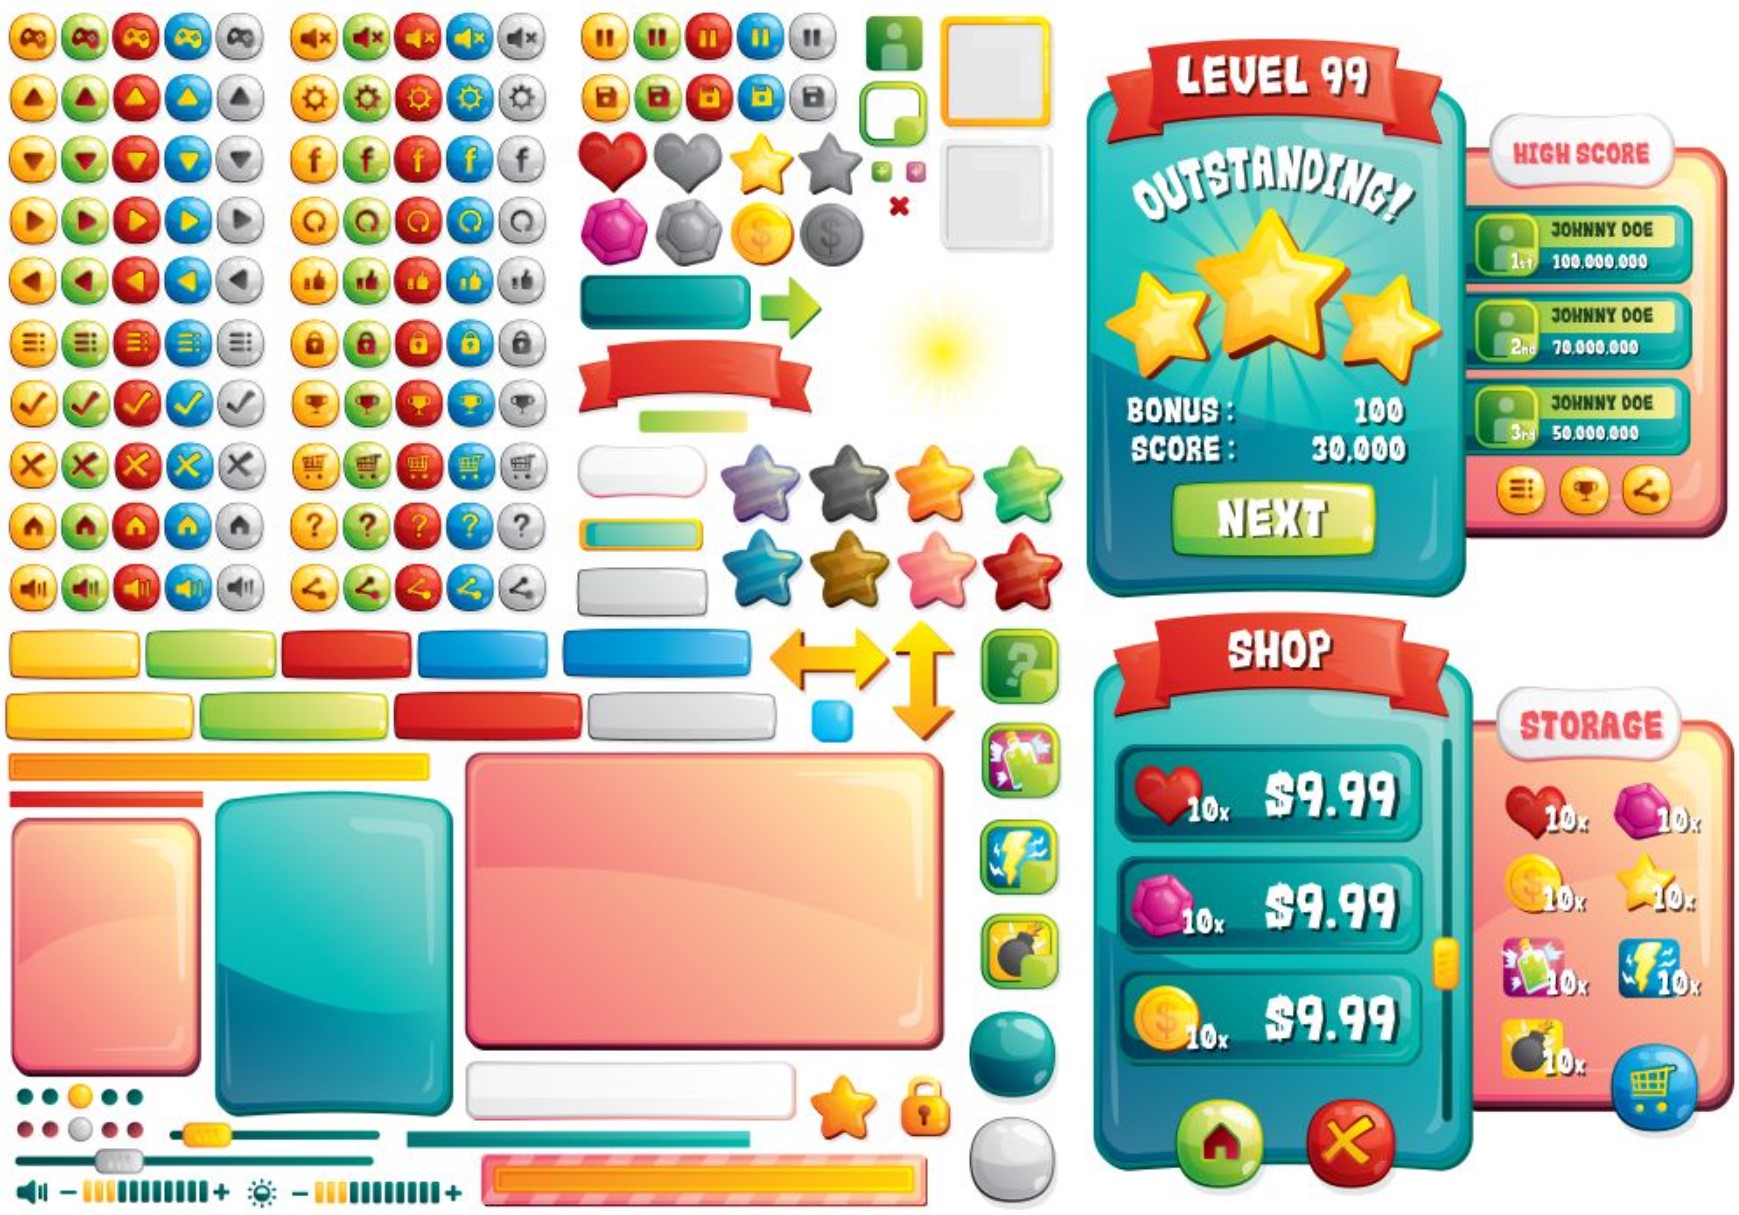 LEVEL 99
OUTSTANDING!
BONUS: 100
SCORE: 30,000
NEXT
HIGH SCORE
JOHNNY DOE
1st 100,000,000
JOHNNY DOE
2nd 70,000,000
JOHNNY DOE
3rd 50,000,000
SHOP
10x $9.99
10x $9.99
10x $9.99
STORAGE
10x 10x
10x 10x
10x 10x
10x